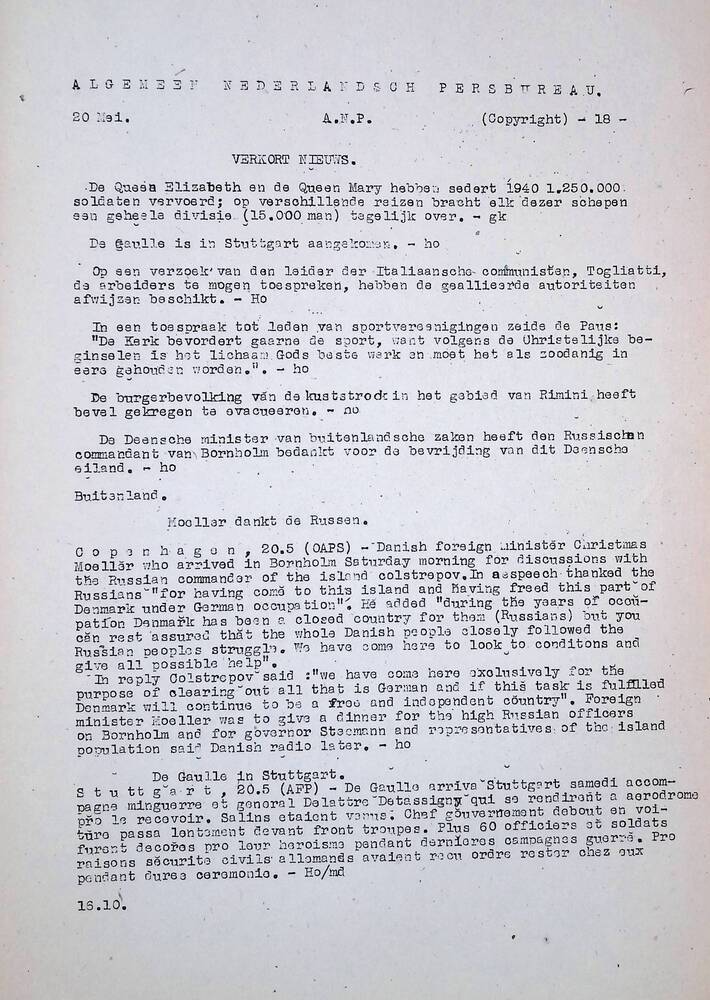 ALGEMEEN NEDERLANDSCH PERSBUREAU.
20 Mei. A.N.P. (Copyright) - 18 -
VERKORT NIEUWS.
De Queen Elizabeth en de Queen Mary hebben sedert 1940 1.250.000
soldaten vervoerd; op verschillende reizen bracht elk dezer schepen
een geheele divisie (15.000 man) tegelijk over. - gk
De Gaulle is in Stuttgart aangekomen. - ho
Op een verzoek van den leider der Italiaansche communisten, Togliatti,
de arbeiders te mogen toespreken, hebben de geallieerde autoriteiten
afwijzen beschikt. - Ho
In een toespraak tot leden van sportvereenigingen zeide de Paus:
"De Kerk bevordert gaarne de sport, want volgens de Christelijke be-
ginselen is het lichaam Gods beste werk en moet het als zoodanig in
eere gehouden worden.". - ho
De burgerbevolking van de kuststrock in het gebied van Rimini heeft
bevel gekregen te evacueeren. - no
De Deensche minister van buitenlandsche zaken heeft den Russischen
commandant van Bornholm bedankt voor de bevrijding van dit Deensche
eiland. - ho
Buitenland.
Moeller dankt de Russen.
Copenhagen, 20.5 (OAPS) - Danish foreign minister Christmas
Moeller who arrived in Bornholm Saturday morning for discussions with
the Russian commander of the island colstrepov. In a speech thanked the
Russians "for having come to this island and having freed this part of
Denmark under German occupation". He added "during the years of occu-
pation Denmark has been a closed country for them (Russians) but you
can rest assured that the whole Danish people closely followed the
Russian peoples struggle. We have come here to look to conditons and
give all possible help".
In reply Colstrepov said :"we have come here exclusively for the
purpose of clearing out all that is German and if this task is fulfilled
Denmark will continue to be a free and independent country". Foreign
minister Moeller was to give a dinner for the high Russian officers
on Bornholm and for governor Stemann and representatives of the island
population said Danish radio later. - ho
De Gaulle in Stuttgart.
Stuttgart, 20.5 (AFP) - De Gaulle arriva Stuttgart samedi accom-
pagne minguerre et general Delattre Detassigny qui se rendirent a aerodrome
pro le recevoir. Salins etaient venus. Chef gouvernement debout en voi-
ture passa lentement devant front troupes. Plus 60 officiers et soldats
furent decores pro leur heroisme pendant dernieres campagnes guerre. Pro
raisons securite civils allemands avaient recu ordre rester chez eux
pendant duree ceremonie. - Ho/md
16.10.